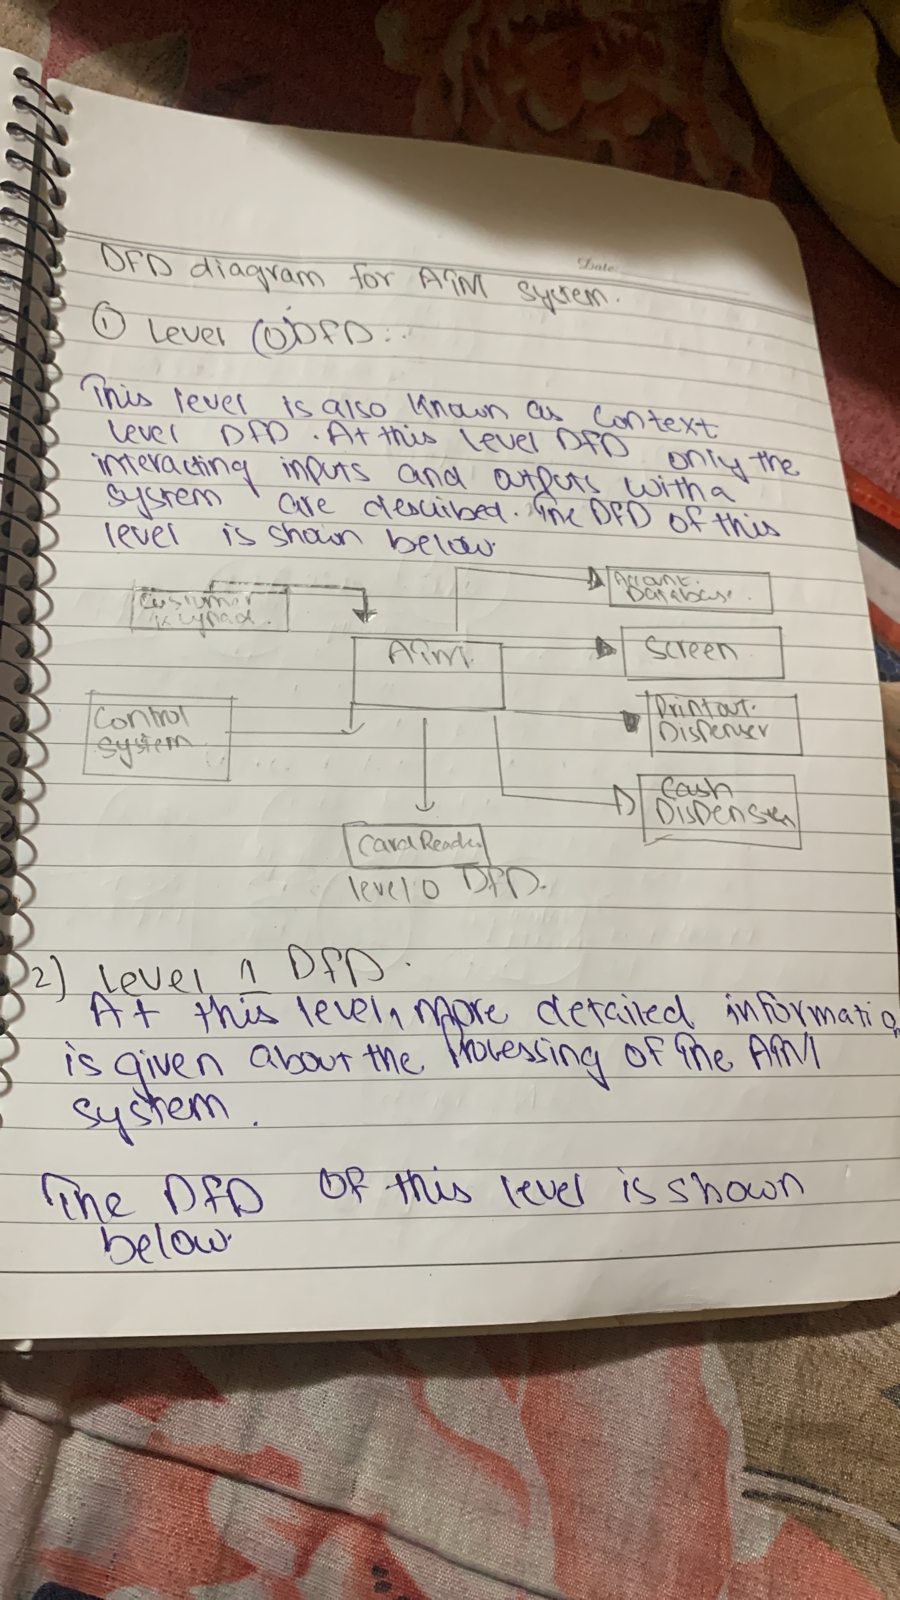 Date
DFD diagram for ATM system.
① Level (0) DFD:.
This level is also known as context
level DFD. At this level DFD only the
interacting inputs and outputs with a
system are described. The DFD of this
level is shown below.
Account
Database.
Customer
Keypad.
ATM
Screen
Control
System
Printout
Dispenser
Cash
Dispenser
Card Reader
level 0 DFD.
2) Level 1 DFD.
At this level, more detailed informatio
is given about the Processing of The ATM
system.
The DFD OF this level is shown
below.